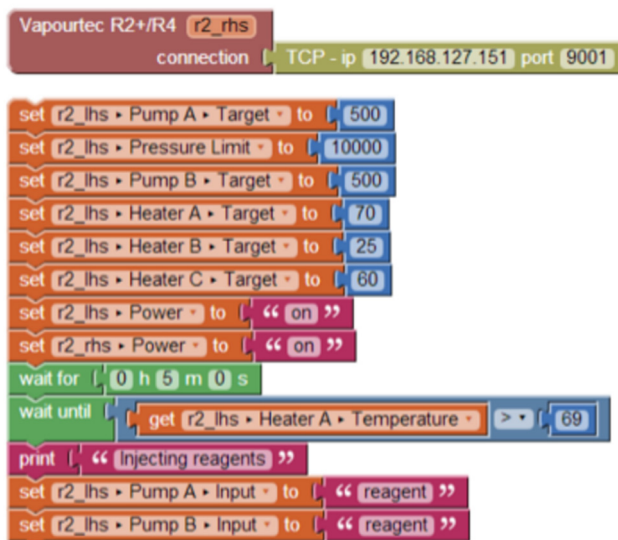 Vapourtec R2+/R4 r2_rhs
connection TCP - ip 192.168.127.151 port 9001
set r2_lhs ‣ Pump A ‣ Target to 500
set r2_lhs ‣ Pressure Limit to 10000
set r2_lhs ‣ Pump B ‣ Target to 500
set r2_lhs ‣ Heater A ‣ Target to 70
set r2_lhs ‣ Heater B ‣ Target to 25
set r2_lhs ‣ Heater C ‣ Target to 60
set r2_lhs ‣ Power to “ on ”
set r2_rhs ‣ Power to “ on ”
wait for 0 h 5 m 0 s
wait until get r2_lhs ‣ Heater A ‣ Temperature > 69
print “ Injecting reagents ”
set r2_lhs ‣ Pump A ‣ Input to “ reagent ”
set r2_lhs ‣ Pump B ‣ Input to “ reagent ”